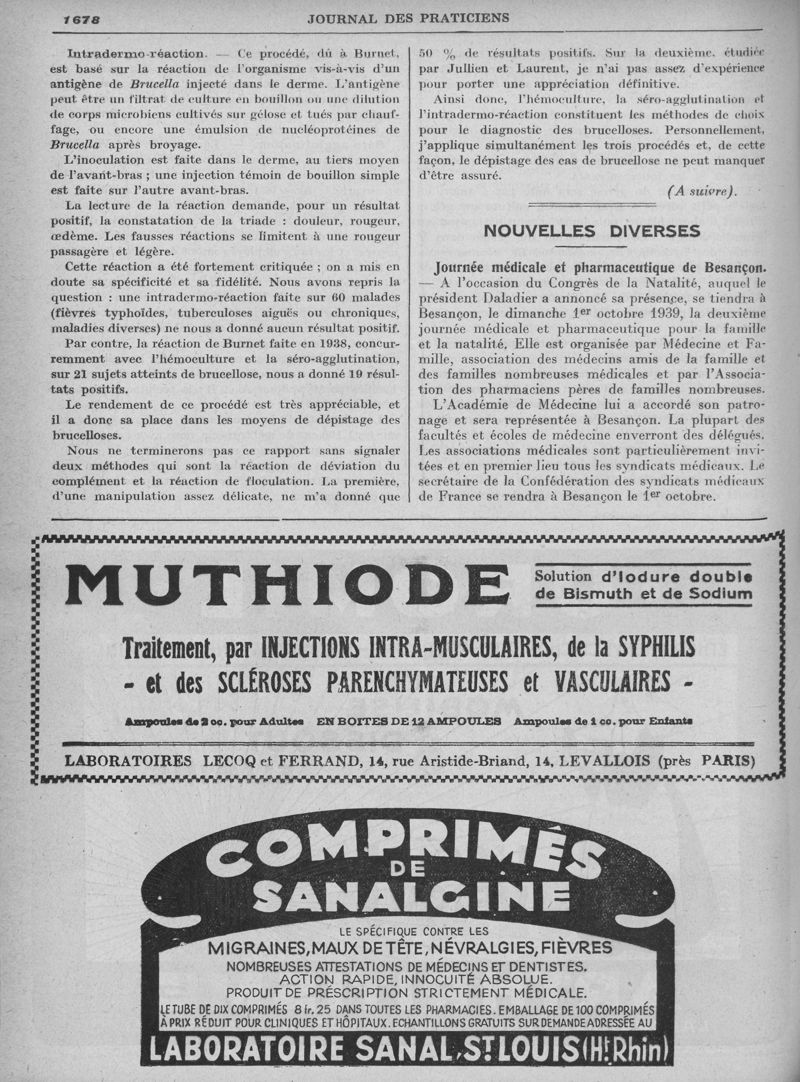 1678
JOURNAL DES PRATICIENS
Intradermo-réaction. — Ce procédé, dû à Burnet,
est basé sur la réaction de l'organisme vis-à-vis d'un
antigène de Brucella injecté dans le derme. L'antigène
peut être un filtrat de culture en bouillon ou une dilution
de corps microbiens cultivés sur gélose et tués par chauf-
fage, ou encore une émulsion de nucléoprotéines de
Brucella après broyage.
L'inoculation est faite dans le derme, au tiers moyen
de l'avant-bras ; une injection témoin de bouillon simple
est faite sur l'autre avant-bras.
La lecture de la réaction demande, pour un résultat
positif, la constatation de la triade : douleur, rougeur,
œdème. Les fausses réactions se limitent à une rougeur
passagère et légère.
Cette réaction a été fortement critiquée ; on a mis en
doute sa spécificité et sa fidélité. Nous avons repris la
question : une intradermo-réaction faite sur 60 malades
(fièvres typhoïdes, tuberculoses aiguës ou chroniques,
maladies diverses) ne nous a donné aucun résultat positif.
Par contre, la réaction de Burnet faite en 1938, concur-
remment avec l'hémoculture et la séro-agglutination,
sur 21 sujets atteints de brucellose, nous a donné 19 résul-
tats positifs.
Le rendement de ce procédé est très appréciable, et
il a donc sa place dans les moyens de dépistage des
brucelloses.
Nous ne terminerons pas ce rapport sans signaler
deux méthodes qui sont la réaction de déviation du
complément et la réaction de floculation. La première,
d'une manipulation assez délicate, ne m'a donné que
50 % de résultats positifs. Sur la deuxième, étudiée
par Jullien et Laurent, je n'ai pas assez d'expérience
pour porter une appréciation définitive.
Ainsi donc, l'hémoculture, la séro-agglutination et
l'intradermo-réaction constituent les méthodes de choix
pour le diagnostic des brucelloses. Personnellement,
j'applique simultanément les trois procédés et, de cette
façon, le dépistage des cas de brucellose ne peut manquer
d'être assuré.
(A suivre).
NOUVELLES DIVERSES
Journée médicale et pharmaceutique de Besançon.
— A l'occasion du Congrès de la Natalité, auquel le
président Daladier a annoncé sa présence, se tiendra à
Besançon, le dimanche 1er octobre 1939, la deuxième
journée médicale et pharmaceutique pour la famille
et la natalité. Elle est organisée par Médecine et Fa-
mille, association des médecins amis de la famille et
des familles nombreuses médicales et par l'Associa-
tion des pharmaciens pères de familles nombreuses.
L'Académie de Médecine lui a accordé son patro-
nage et sera représentée à Besançon. La plupart des
facultés et écoles de médecine enverront des délégués.
Les associations médicales sont particulièrement invi-
tées et en premier lieu tous les syndicats médicaux. Le
secrétaire de la Confédération des syndicats médicaux
de France se rendra à Besançon le 1er octobre.
MUTHIODE
Solution d'Iodure double
de Bismuth et de Sodium
Traitement, par INJECTIONS INTRA-MUSCULAIRES, de la SYPHILIS
- et des SCLÉROSES PARENCHYMATEUSES et VASCULAIRES -
Ampoules de 2 cc. pour Adultes EN BOITES DE 12 AMPOULES Ampoules de 1 cc. pour Enfants
LABORATOIRES LECOQ et FERRAND, 14, rue Aristide-Briand, 14, LEVALLOIS (près PARIS)
COMPRIMÉS
DE
SANALGINE
LE SPÉCIFIQUE CONTRE LES
MIGRAINES, MAUX DE TÊTE, NÉVRALGIES, FIÈVRES
NOMBREUSES ATTESTATIONS DE MÉDECINS ET DENTISTES.
ACTION RAPIDE, INNOCUITÉ ABSOLUE.
PRODUIT DE PRÉSCRIPTION STRICTEMENT MÉDICALE.
LE TUBE DE DIX COMPRIMÉS 8 fr. 25 DANS TOUTES LES PHARMACIES. EMBALLAGE DE 100 COMPRIMÉS
A PRIX RÉDUIT POUR CLINIQUES ET HÔPITAUX. ECHANTILLONS GRATUITS SUR DEMANDE ADRESSÉE AU
LABORATOIRE SANAL, ST LOUIS (Ht Rhin)